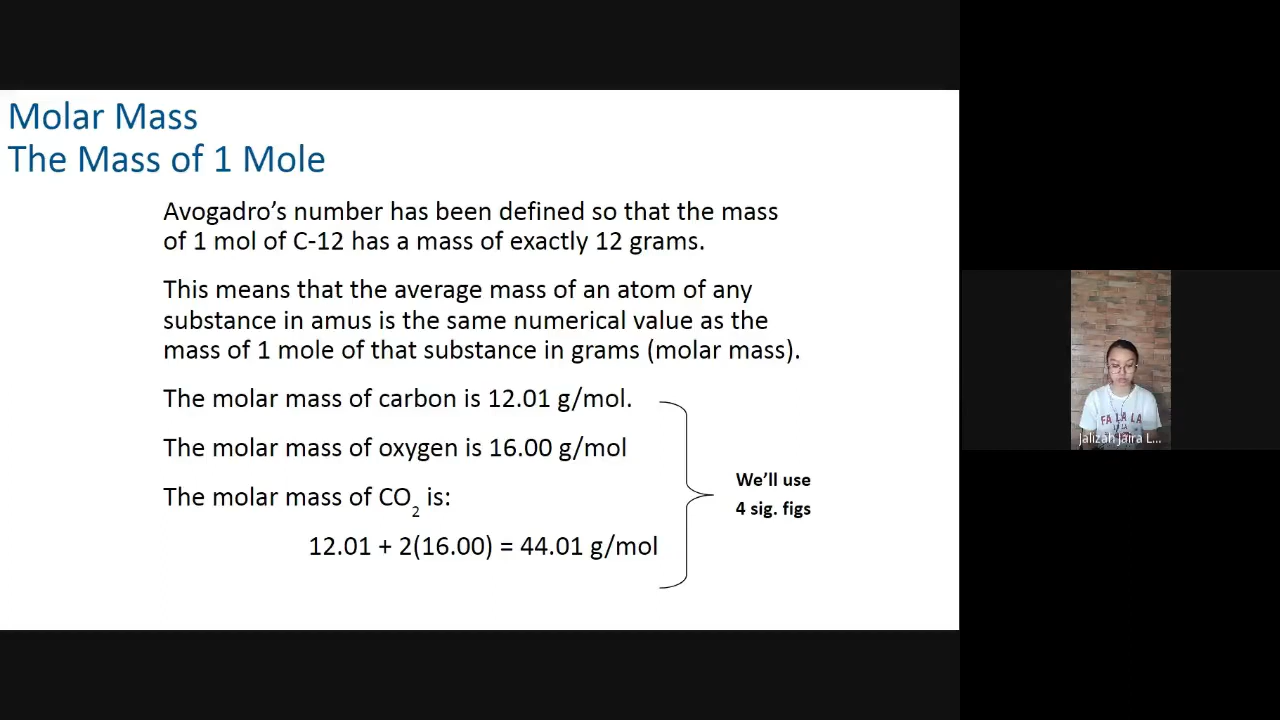 Molar Mass
The Mass of 1 Mole
Avogadro’s number has been defined so that the mass
of 1 mol of C-12 has a mass of exactly 12 grams.
This means that the average mass of an atom of any
substance in amus is the same numerical value as the
mass of 1 mole of that substance in grams (molar mass).
The molar mass of carbon is 12.01 g/mol.
The molar mass of oxygen is 16.00 g/mol
The molar mass of CO₂ is:
12.01 + 2(16.00) = 44.01 g/mol
We’ll use
4 sig. figs
FA LA LA
Jalizah Jaira L...